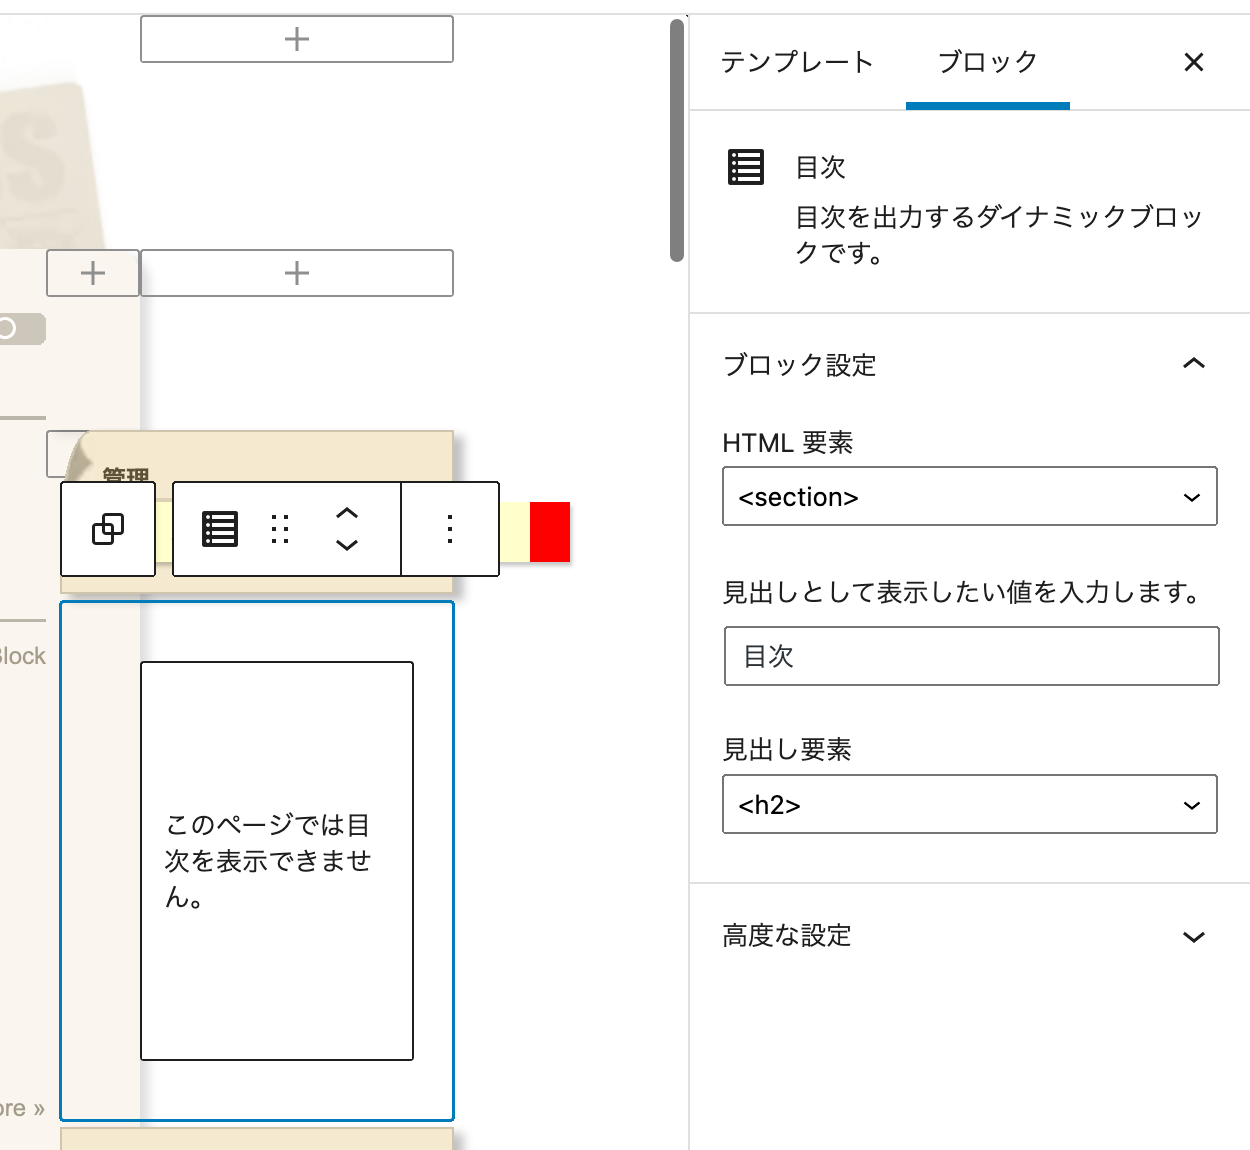 テンプレート
ブロック
目次
目次を出力するダイナミックブロッ
クです。
ブロック設定
HTML 要素
<section>
見出しとして表示したい値を入力します。
目次
見出し要素
<h2>
高度な設定
S
管理
Block
このページでは目
次を表示できませ
ん。
ore »